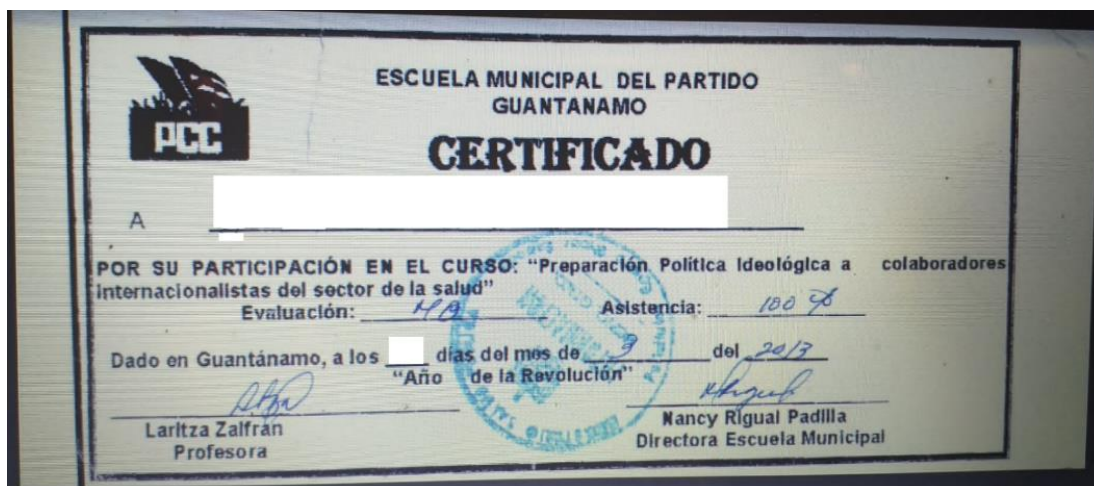 PCC
ESCUELA MUNICIPAL DEL PARTIDO
GUANTANAMO
CERTIFICADO
A
POR SU PARTICIPACIÓN EN EL CURSO: "Preparación Política Ideológica a colaboradores
internacionalistas del sector de la salud"
Evaluación: Asistencia: 100 %
Dado en Guantánamo, a los días del mes de 9 del 2013
"Año de la Revolución"
Laritza Zalfrán
Profesora
Nancy Rigual Padilla
Directora Escuela Municipal